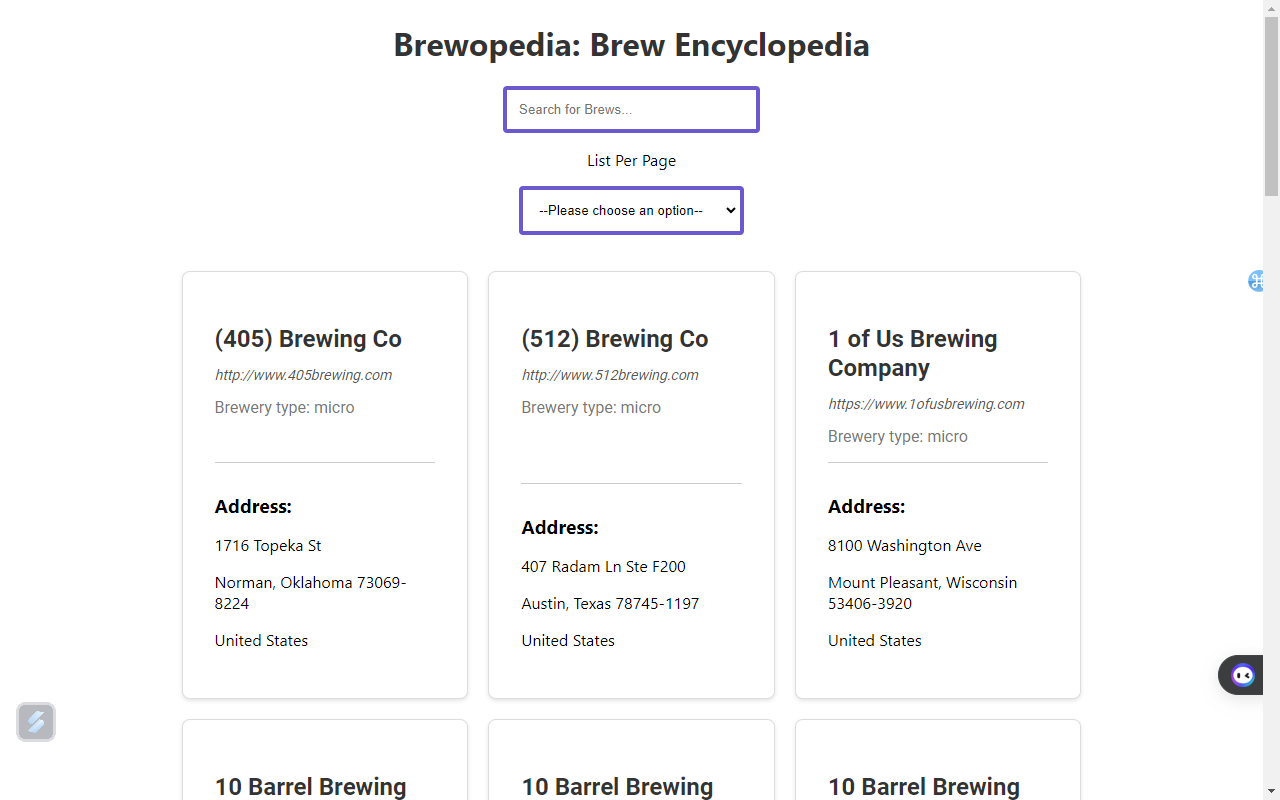 Brewopedia: Brew Encyclopedia
Search for Brews...
List Per Page
--Please choose an option--
(405) Brewing Co
http://www.405brewing.com
Brewery type: micro
Address:
1716 Topeka St
Norman, Oklahoma 73069-
8224
United States
(512) Brewing Co
http://www.512brewing.com
Brewery type: micro
Address:
407 Radam Ln Ste F200
Austin, Texas 78745-1197
United States
1 of Us Brewing
Company
https://www.1ofusbrewing.com
Brewery type: micro
Address:
8100 Washington Ave
Mount Pleasant, Wisconsin
53406-3920
United States
10 Barrel Brewing
10 Barrel Brewing
10 Barrel Brewing